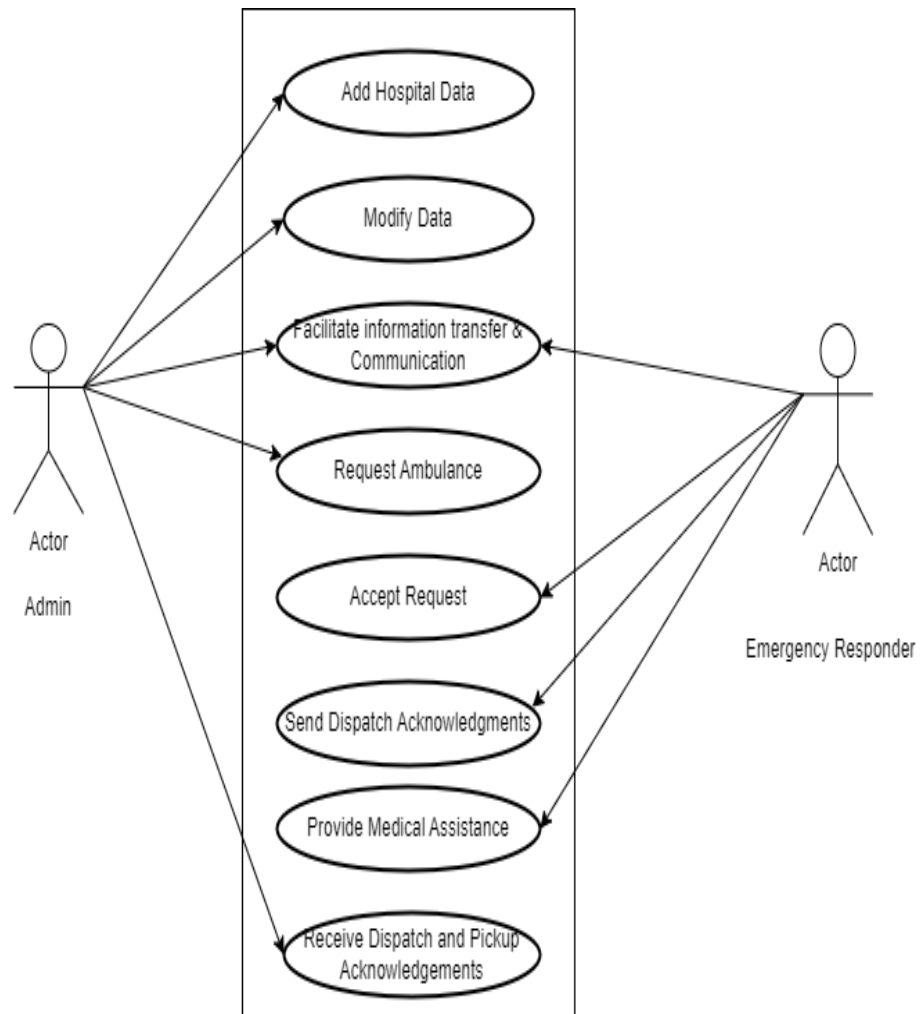 Add Hospital Data
Modify Data
Facilitate information transfer &
Communication
Request Ambulance
Actor
Admin
Accept Request
Actor
Emergency Responder
Send Dispatch Acknowledgments
Provide Medical Assistance
Receive Dispatch and Pickup
Acknowledgements